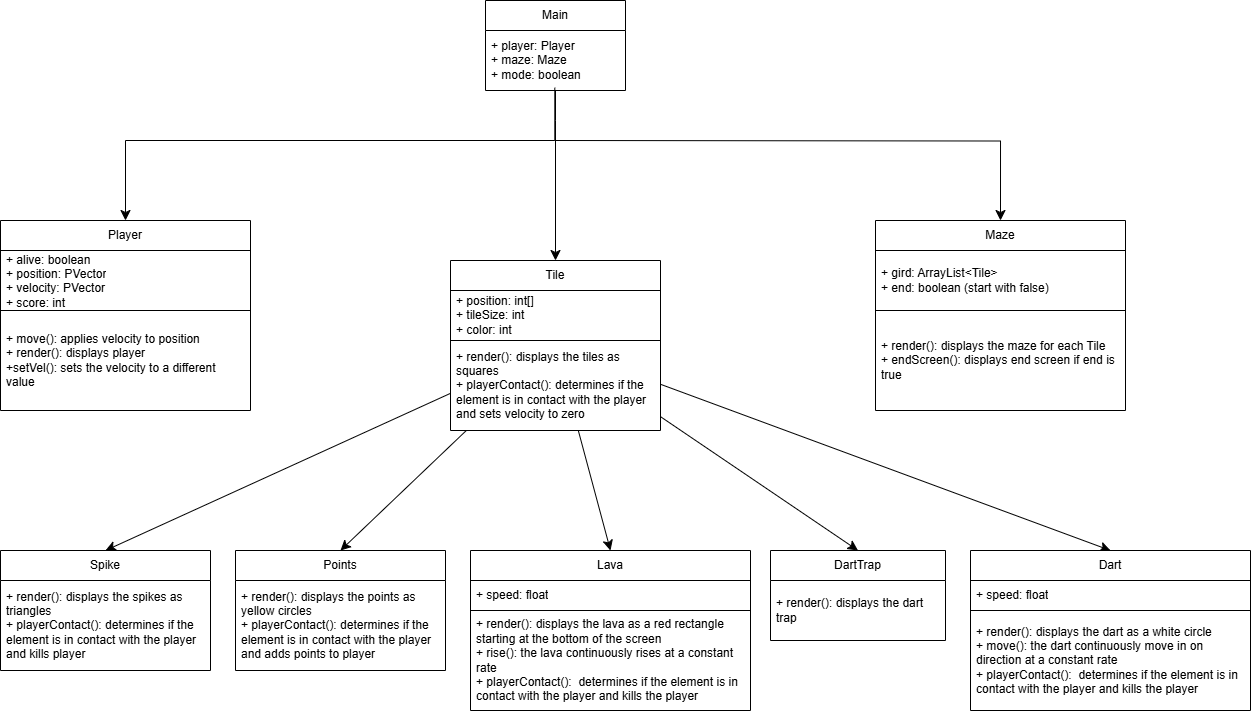 Main
+ player: Player
+ maze: Maze
+ mode: boolean
Player
+ alive: boolean
+ position: PVector
+ velocity: PVector
+ score: int
+ move(): applies velocity to position
+ render(): displays player
+setVel(): sets the velocity to a different
value
Tile
+ position: int[]
+ tileSize: int
+ color: int
+ render(): displays the tiles as
squares
+ playerContact(): determines if the
element is in contact with the player
and sets velocity to zero
Maze
+ gird: ArrayList<Tile>
+ end: boolean (start with false)
+ render(): displays the maze for each Tile
+ endScreen(): displays end screen if end is
true
Spike
+ render(): displays the spikes as
triangles
+ playerContact(): determines if the
element is in contact with the player
and kills player
Points
+ render(): displays the points as
yellow circles
+ playerContact(): determines if the
element is in contact with the player
and adds points to player
Lava
+ speed: float
+ render(): displays the lava as a red rectangle
starting at the bottom of the screen
+ rise(): the lava continuously rises at a constant
rate
+ playerContact():  determines if the element is in
contact with the player and kills the player
DartTrap
+ render(): displays the dart
trap
Dart
+ speed: float
+ render(): displays the dart as a white circle
+ move(): the dart continuously move in on
direction at a constant rate
+ playerContact():  determines if the element is in
contact with the player and kills the player